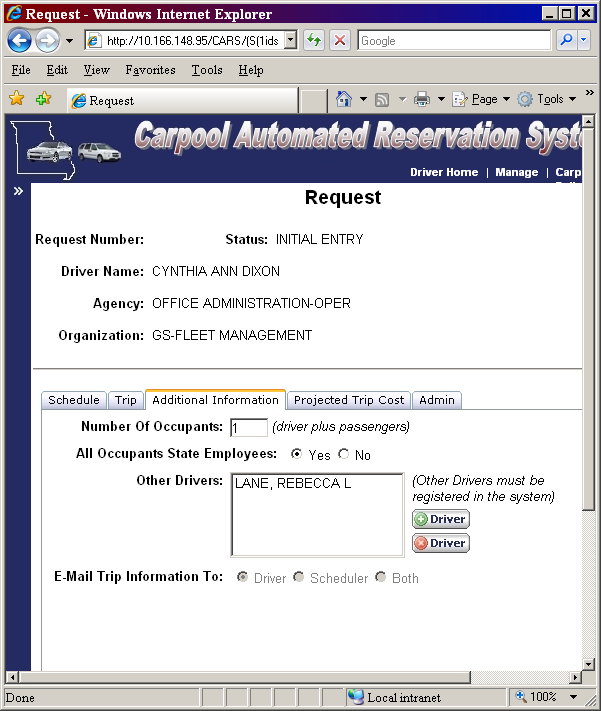 Request - Windows Internet Explorer
http://10.166.148.95/CARS/(S(1ids
Google
File Edit View Favorites Tools Help
Request
Page Tools
Carpool Automated Reservation Syst
Driver Home | Manage | Carp
Request
Request Number: Status: INITIAL ENTRY
Driver Name: CYNTHIA ANN DIXON
Agency: OFFICE ADMINISTRATION-OPER
Organization: GS-FLEET MANAGEMENT
Schedule Trip Additional Information Projected Trip Cost Admin
Number Of Occupants: 1 (driver plus passengers)
All Occupants State Employees: Yes No
Other Drivers: LANE, REBECCA L (Other Drivers must be
registered in the system)
Driver
Driver
E-Mail Trip Information To: Driver Scheduler Both
Done Local intranet 100%